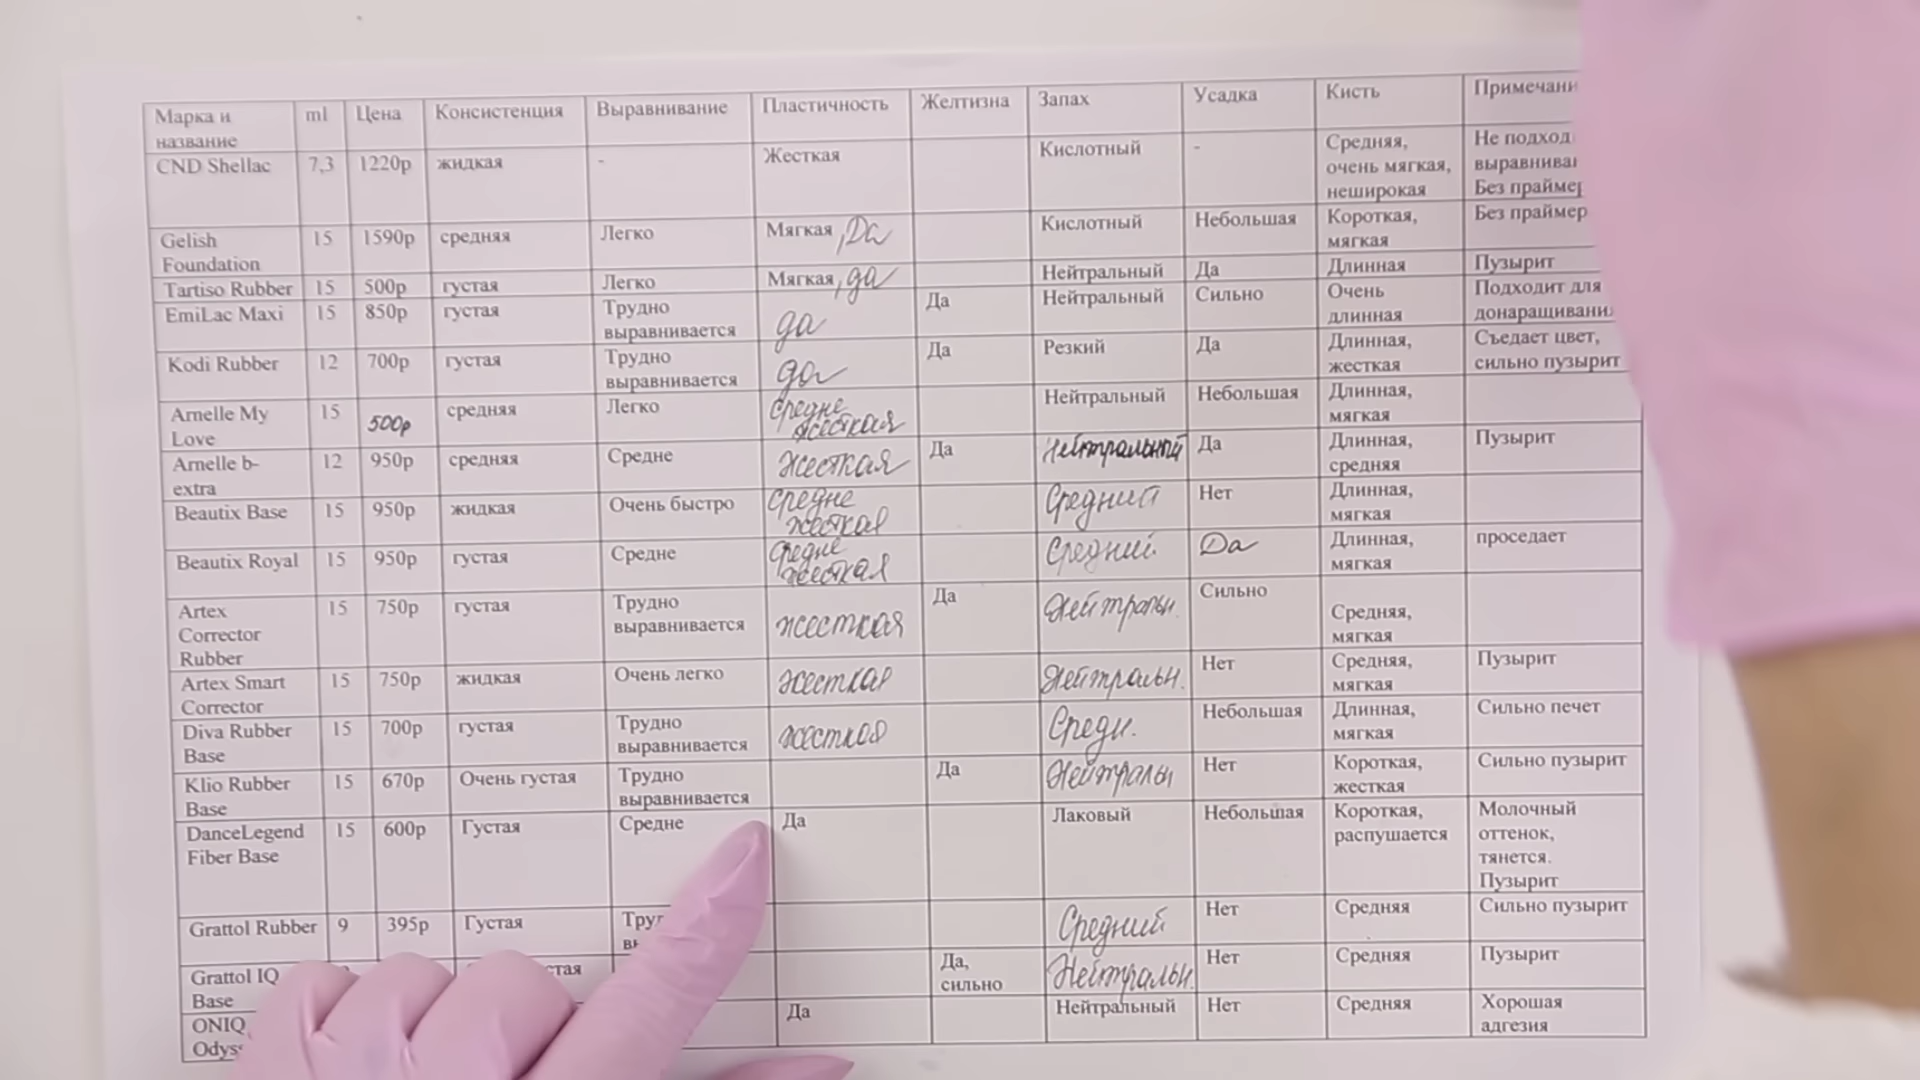 Марка и название ml Цена Консистенция Выравнивание Пластичность Желтизна Запах Усадка Кисть
CND Shellac 7,3 1220р жидкая - Жесткая Кислотный - Средняя, очень мягкая, неширокая Не
Gelish Foundation 15 1590р средняя Легко Мягкая, Да Кислотный Небольшая Короткая, мягкая Без
Tartiso Rubber 15 500р густая Легко Мягкая, да Нейтральный Да Длинная Пузырит
EmiLac Maxi 15 850р густая Трудно выравнивается да Да Нейтральный Сильно Очень длинная Подходит для
Kodi Rubber 12 700р густая Трудно выравнивается да Да Резкий Да Длинная, жесткая Съедает цвет, сильно пузырит
Arnelle My Love 15 500р средняя Легко средне жесткая Нейтральный Небольшая Длинная, мягкая
Arnelle b-extra 12 950р средняя Средне жесткая Да Нейтральный Да Длинная, средняя Пузырит
Beautix Base 15 950р жидкая Очень быстро средне жесткая Средний Нет Длинная, мягкая
Beautix Royal 15 950р густая Средне средне жесткая Средний Да Длинная, мягкая проседает
Artex Corrector Rubber 15 750р густая Трудно выравнивается жесткая Да Нейтральн. Сильно Средняя, мягкая
Artex Smart Corrector 15 750р жидкая Очень легко жесткая Нейтральн. Нет Средняя, мягкая Пузырит
Diva Rubber Base 15 700р густая Трудно выравнивается жесткая Средн. Небольшая Длинная, мягкая Сильно печет
Klio Rubber Base 15 670р Очень густая Трудно выравнивается Да Нейтральн Нет Короткая, жесткая Сильно пузырит
DanceLegend Fiber Base 15 600р Густая Средне Да Лаковый Небольшая Короткая, распушается Молочный оттенок, тянется. Пузырит
Grattol Rubber 9 395р Густая Средний Нет Средняя Сильно пузырит
Grattol IQ Base Да, сильно Нейтральн. Нет Средняя Пузырит
ONIQ Да Нейтральный Нет Средняя Хорошая адгезия